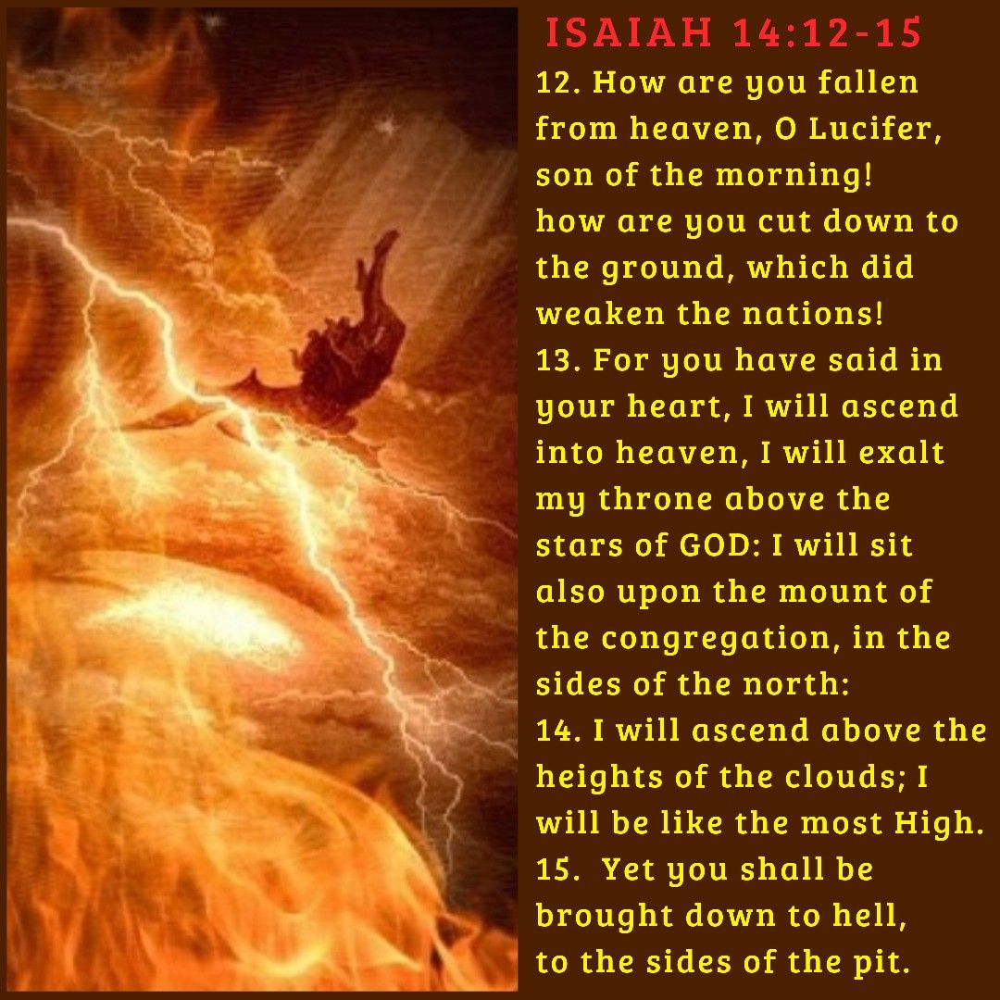 ISAIAH 14:12-15
12. How are you fallen
from heaven, O Lucifer,
son of the morning!
how are you cut down to
the ground, which did
weaken the nations!
13. For you have said in
your heart, I will ascend
into heaven, I will exalt
my throne above the
stars of GOD: I will sit
also upon the mount of
the congregation, in the
sides of the north:
14. I will ascend above the
heights of the clouds; I
will be like the most High.
15.  Yet you shall be
brought down to hell,
to the sides of the pit.